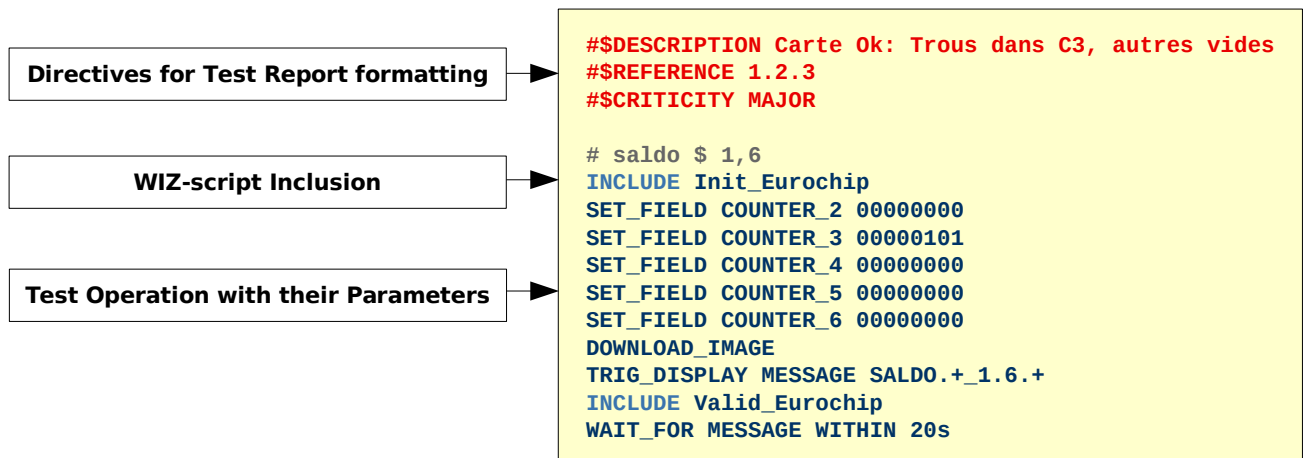 Directives for Test Report formatting
WIZ-script Inclusion
Test Operation with their Parameters
#$DESCRIPTION Carte Ok: Trous dans C3, autres vides
#$REFERENCE 1.2.3
#$CRITICITY MAJOR
# saldo $ 1,6
INCLUDE Init_Eurochip
SET_FIELD COUNTER_2 00000000
SET_FIELD COUNTER_3 00000101
SET_FIELD COUNTER_4 00000000
SET_FIELD COUNTER_5 00000000
SET_FIELD COUNTER_6 00000000
DOWNLOAD_IMAGE
TRIG_DISPLAY MESSAGE SALDO.+_1.6.+
INCLUDE Valid_Eurochip
WAIT_FOR MESSAGE WITHIN 20s